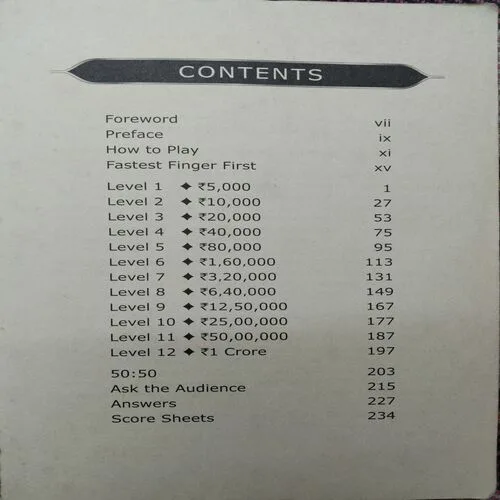 CONTENTS
Foreword vii
Preface ix
How to Play xi
Fastest Finger First xv
Level 1 ◆ ₹5,000 1
Level 2 ◆ ₹10,000 27
Level 3 ◆ ₹20,000 53
Level 4 ◆ ₹40,000 75
Level 5 ◆ ₹80,000 95
Level 6 ◆ ₹1,60,000 113
Level 7 ◆ ₹3,20,000 131
Level 8 ◆ ₹6,40,000 149
Level 9 ◆ ₹12,50,000 167
Level 10 ◆ ₹25,00,000 177
Level 11 ◆ ₹50,00,000 187
Level 12 ◆ ₹1 Crore 197
50:50 203
Ask the Audience 215
Answers 227
Score Sheets 234